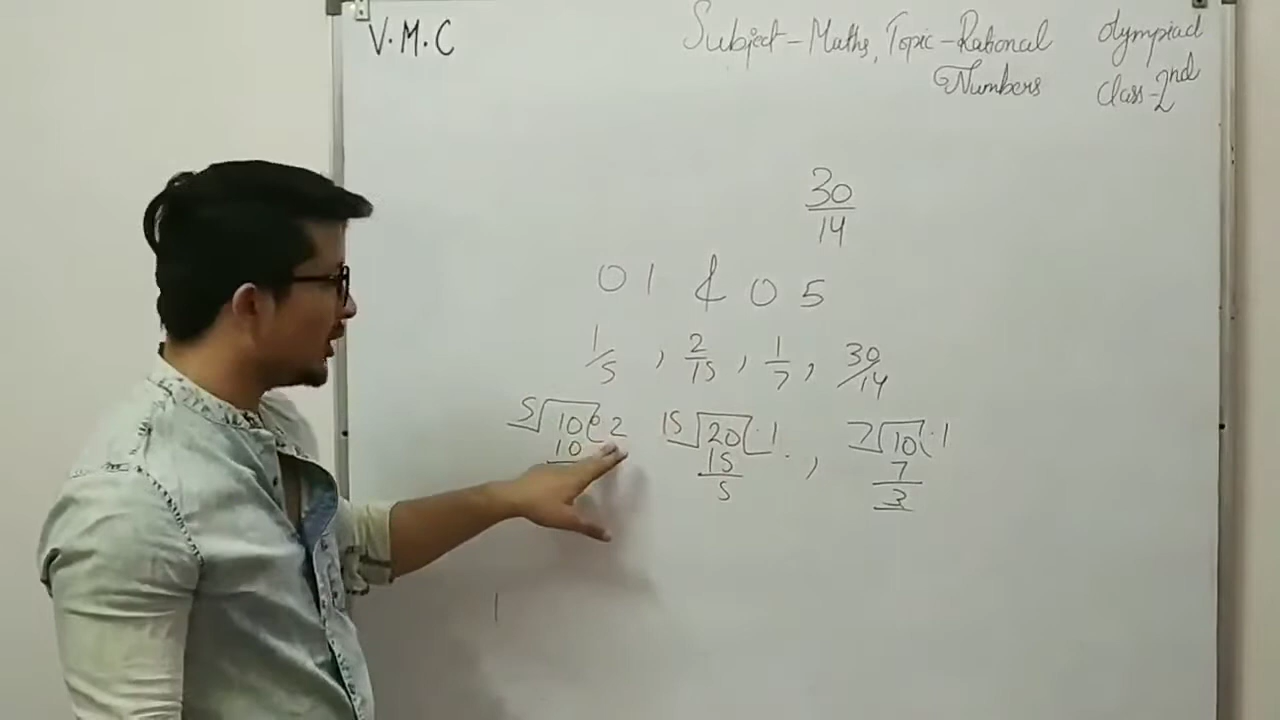 V.M.C
Subject-Maths, Topic-Rational Numbers
Olympiad
Class-2nd
30/14
0 1 & 0 5
1/5, 2/15, 1/7, 30/14
5 10 2
10
15 20 .1
15
5
,
7 10 .1
7
3
1